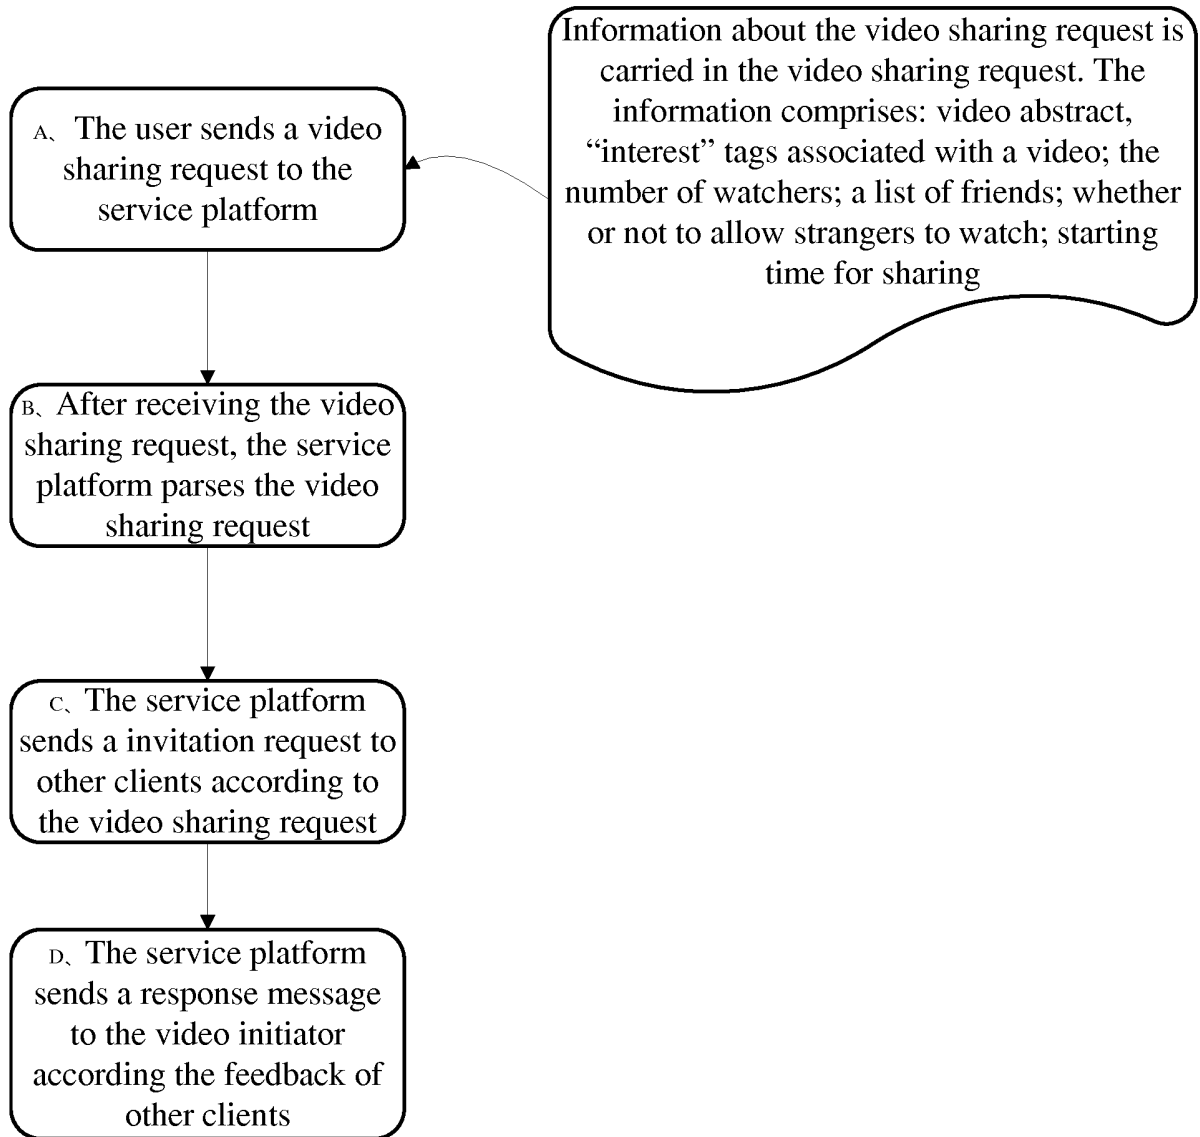 Information about the video sharing request is
carried in the video sharing request. The
information comprises: video abstract,
“interest” tags associated with a video; the
number of watchers; a list of friends; whether
or not to allow strangers to watch; starting
time for sharing
A、The user sends a video
sharing request to the
service platform
B、After receiving the video
sharing request, the service
platform parses the video
sharing request
C、The service platform
sends a invitation request to
other clients according to
the video sharing request
D、The service platform
sends a response message
to the video initiator
according the feedback of
other clients